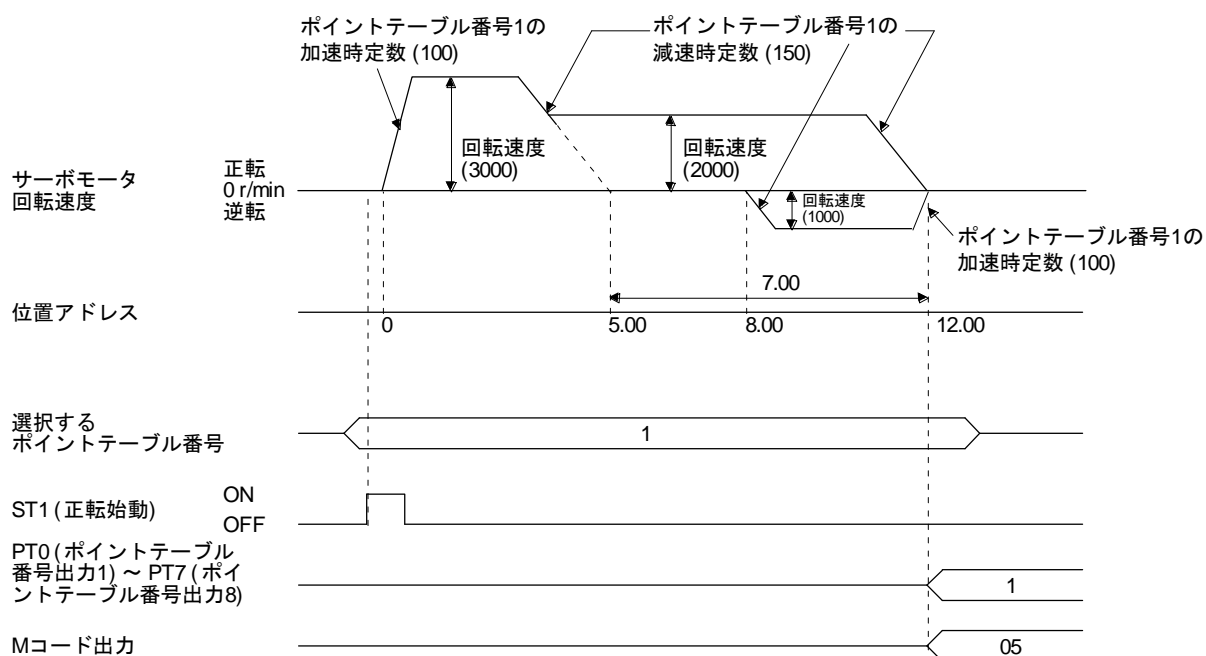 ポイントテーブル番号1の
加速時定数 (100)
ポイントテーブル番号1の
減速時定数 (150)
サーボモータ
回転速度
正転
0 r/min
逆転
回転速度
(3000)
回転速度
(2000)
回転速度
(1000)
ポイントテーブル番号1の
加速時定数 (100)
7.00
位置アドレス
0
5.00
8.00
12.00
選択する
ポイントテーブル番号
1
ST1 (正転始動)
ON
OFF
PT0 (ポイントテーブル
番号出力1) ~ PT7 (ポイ
ントテーブル番号出力8)
1
Mコード出力
05